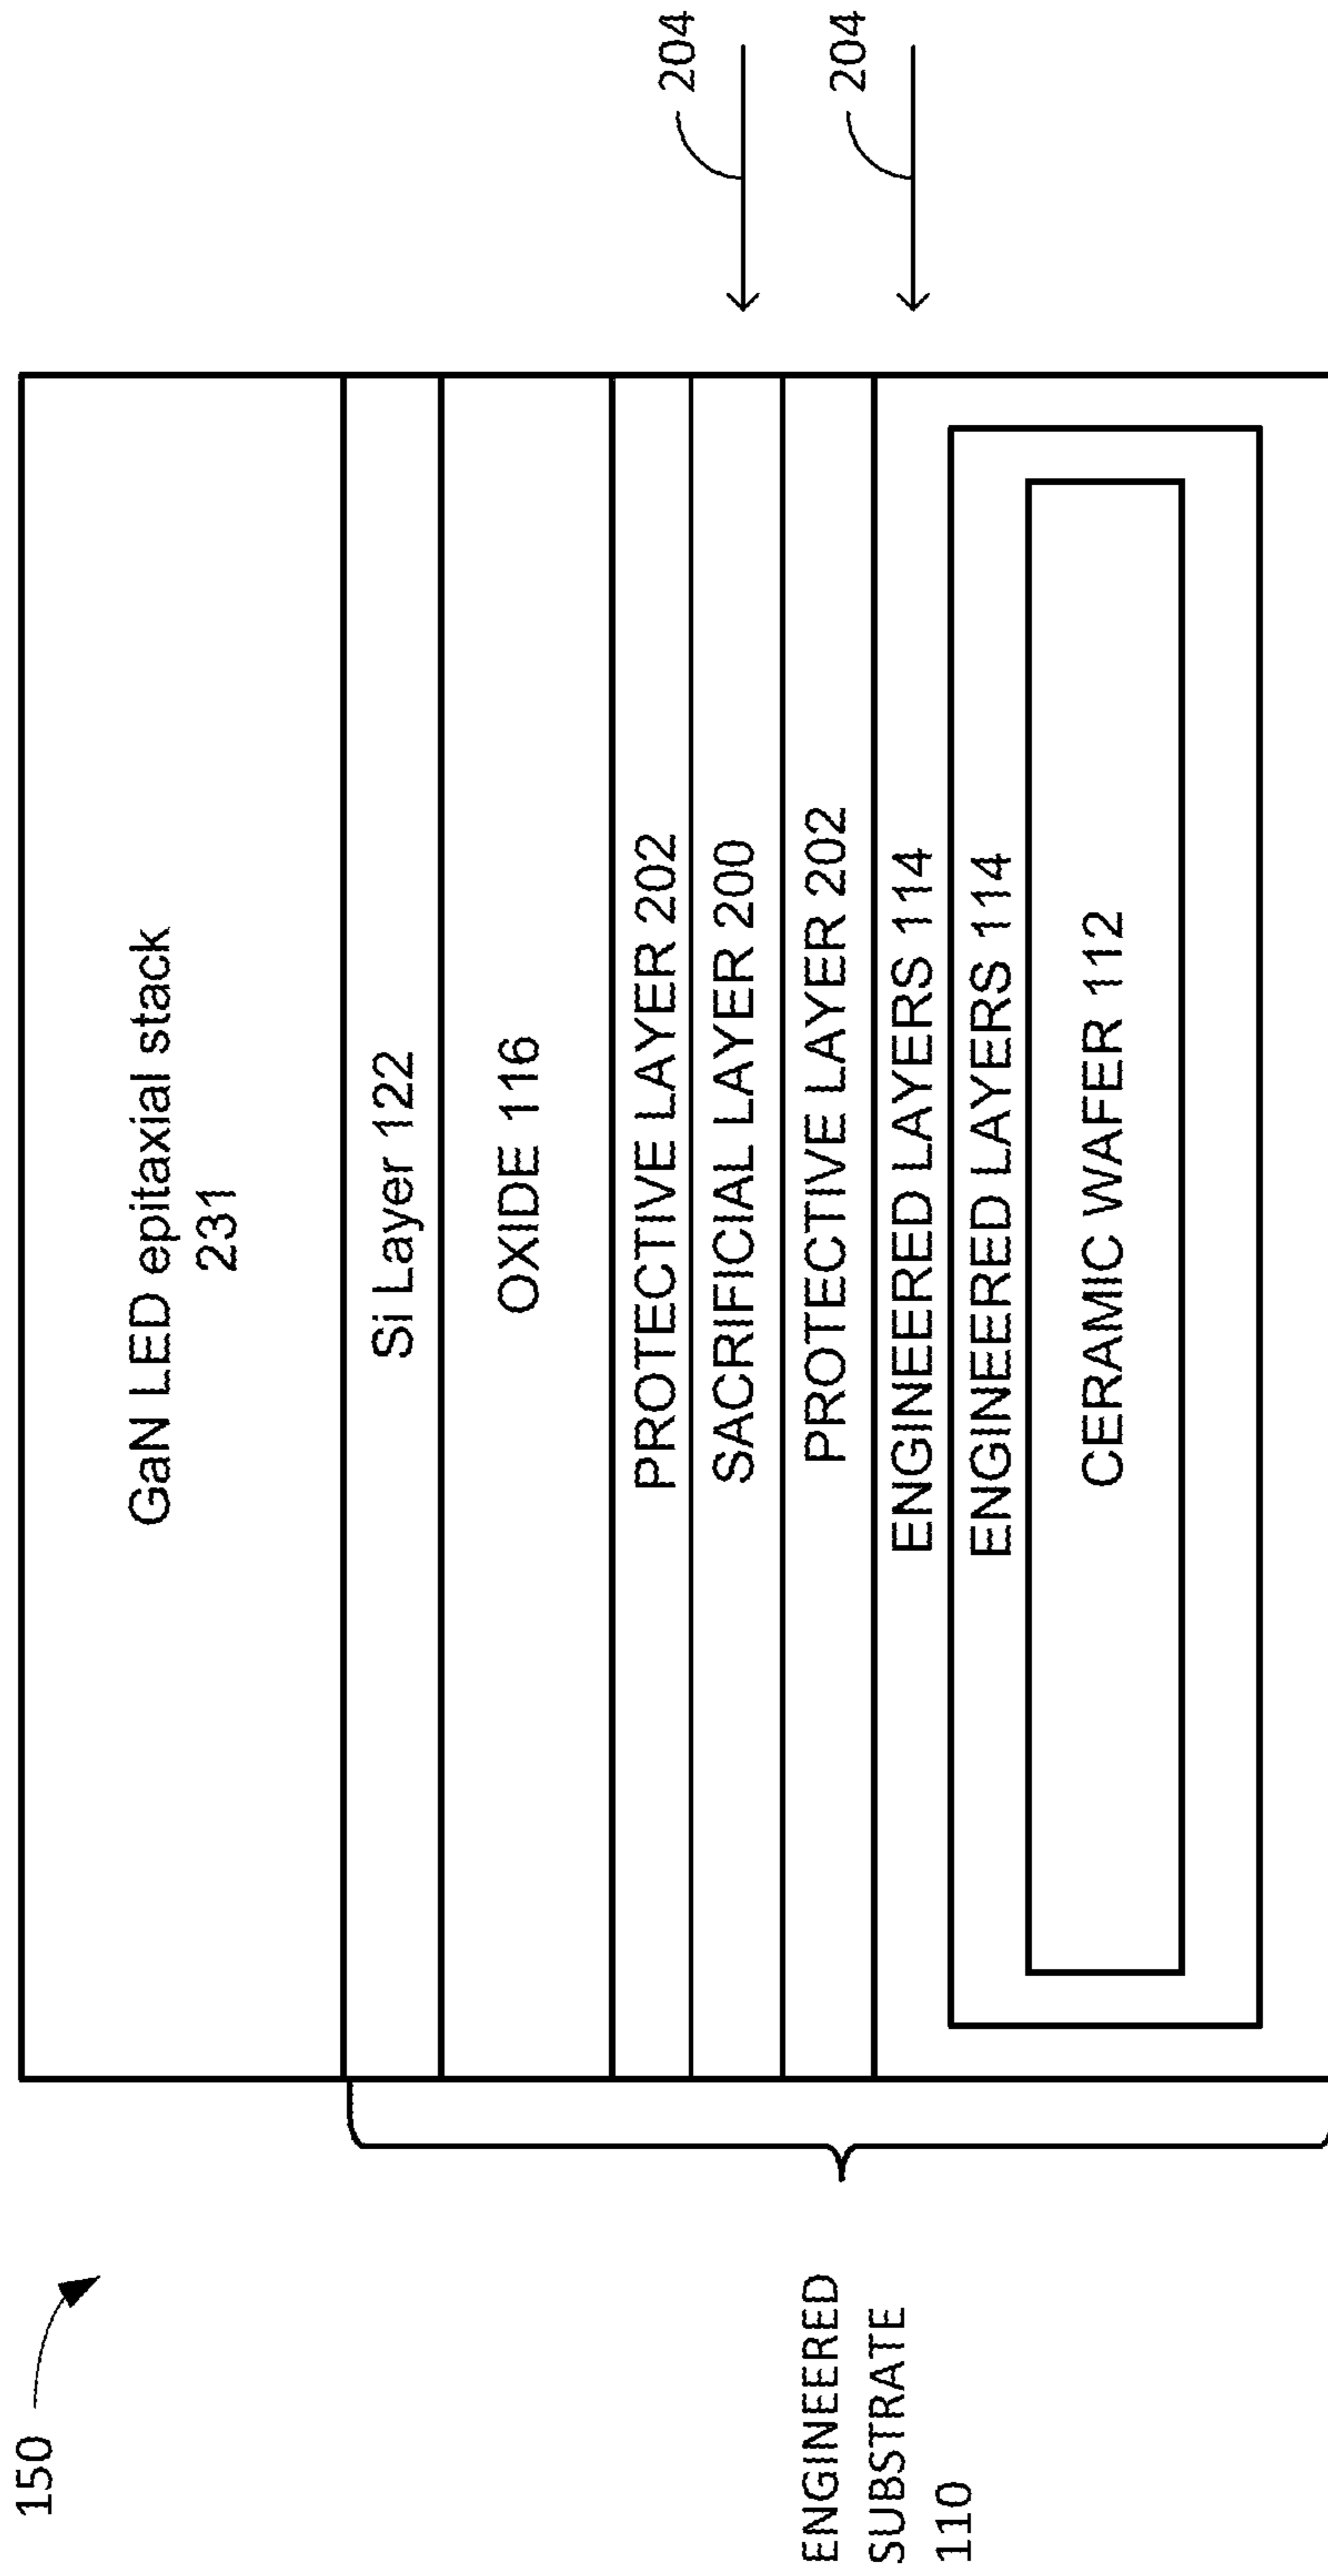 150
GaN LED epitaxial stack
231
Si Layer 122
OXIDE 116
PROTECTIVE LAYER 202
SACRIFICIAL LAYER 200
204
PROTECTIVE LAYER 202
204
ENGINEERED LAYERS 114
ENGINEERED LAYERS 114
CERAMIC WAFER 112
ENGINEERED
SUBSTRATE
110